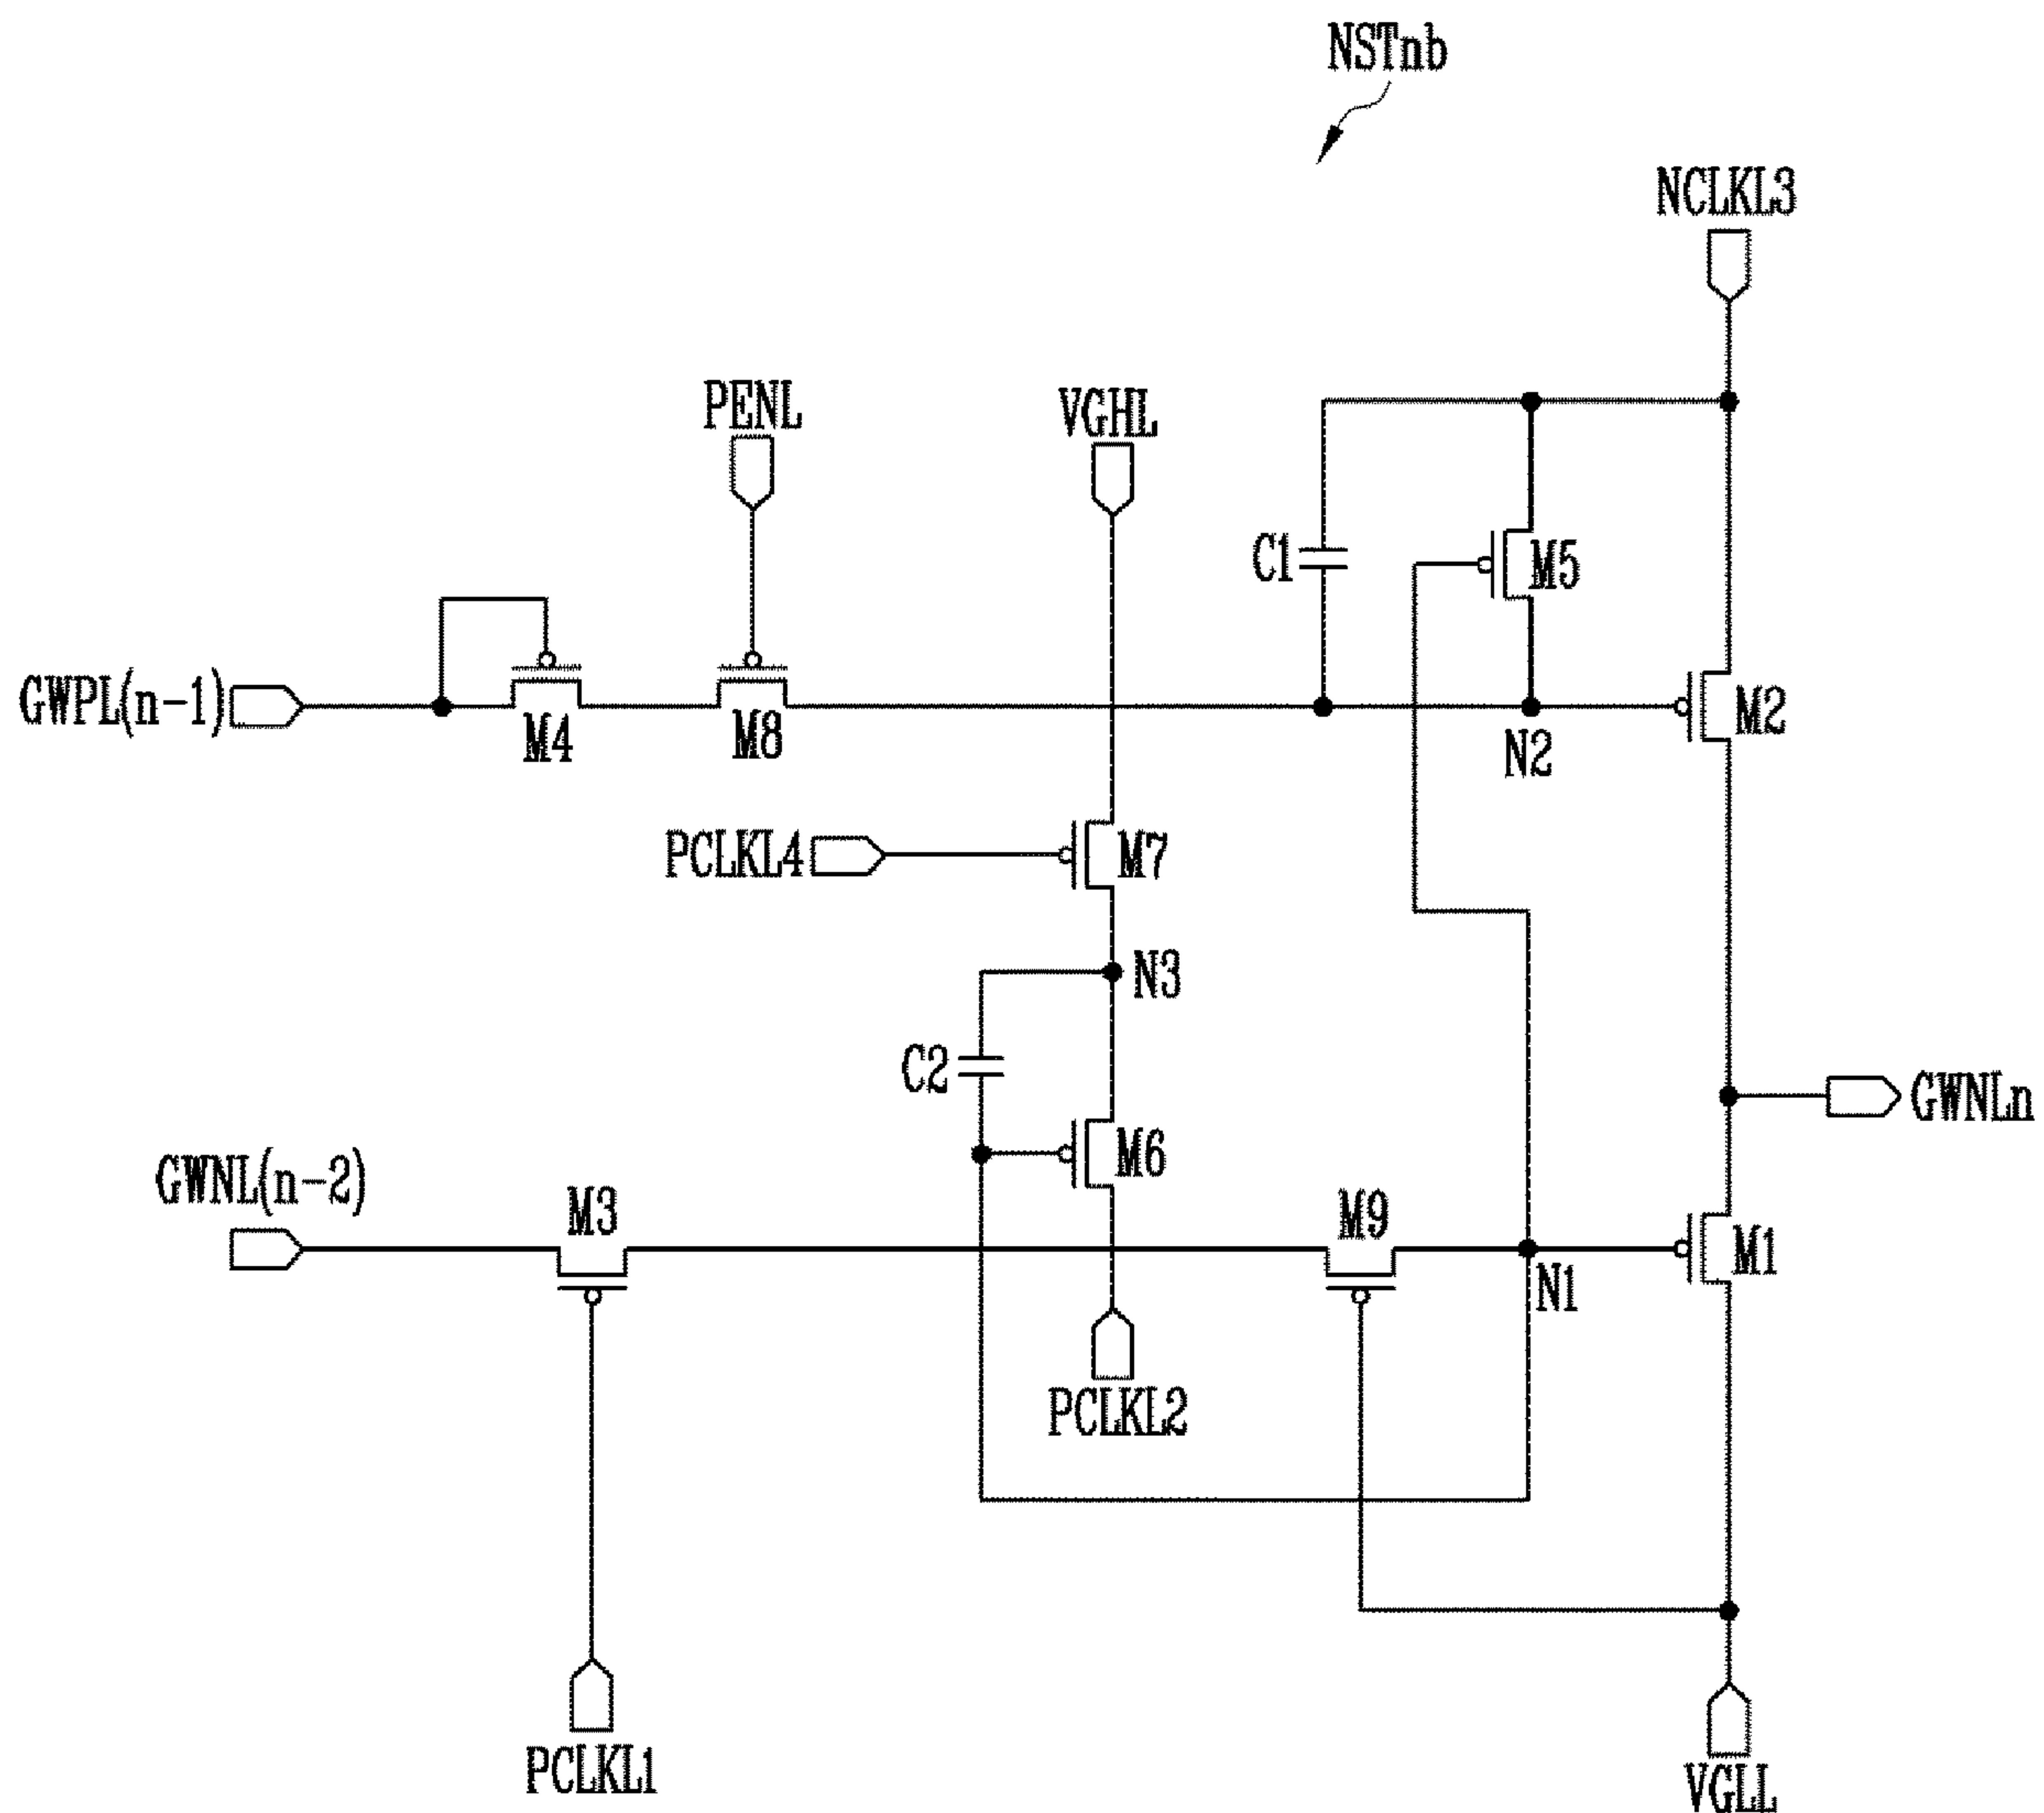 NSTnb
NCLKL3
PENL
VGHL
C1
M5
GWPL(n-1)
M4
M8
N2
M2
PCLKL4
M7
N3
C2
GWNLn
M6
GWNL(n-2)
M3
M9
M1
N1
PCLKL2
PCLKL1
VGLL